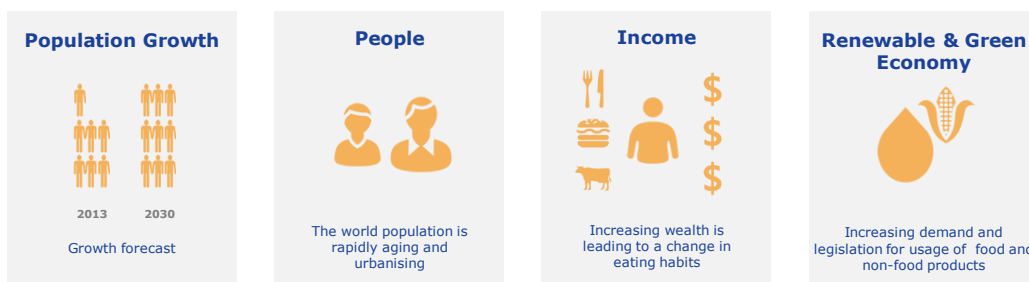 Population Growth
2013 2030
Growth forecast
People
The world population is
rapidly aging and
urbanising
Income
$
$
$
Increasing wealth is
leading to a change in
eating habits
Renewable & Green
Economy
Increasing demand and
legislation for usage of food and
non-food products